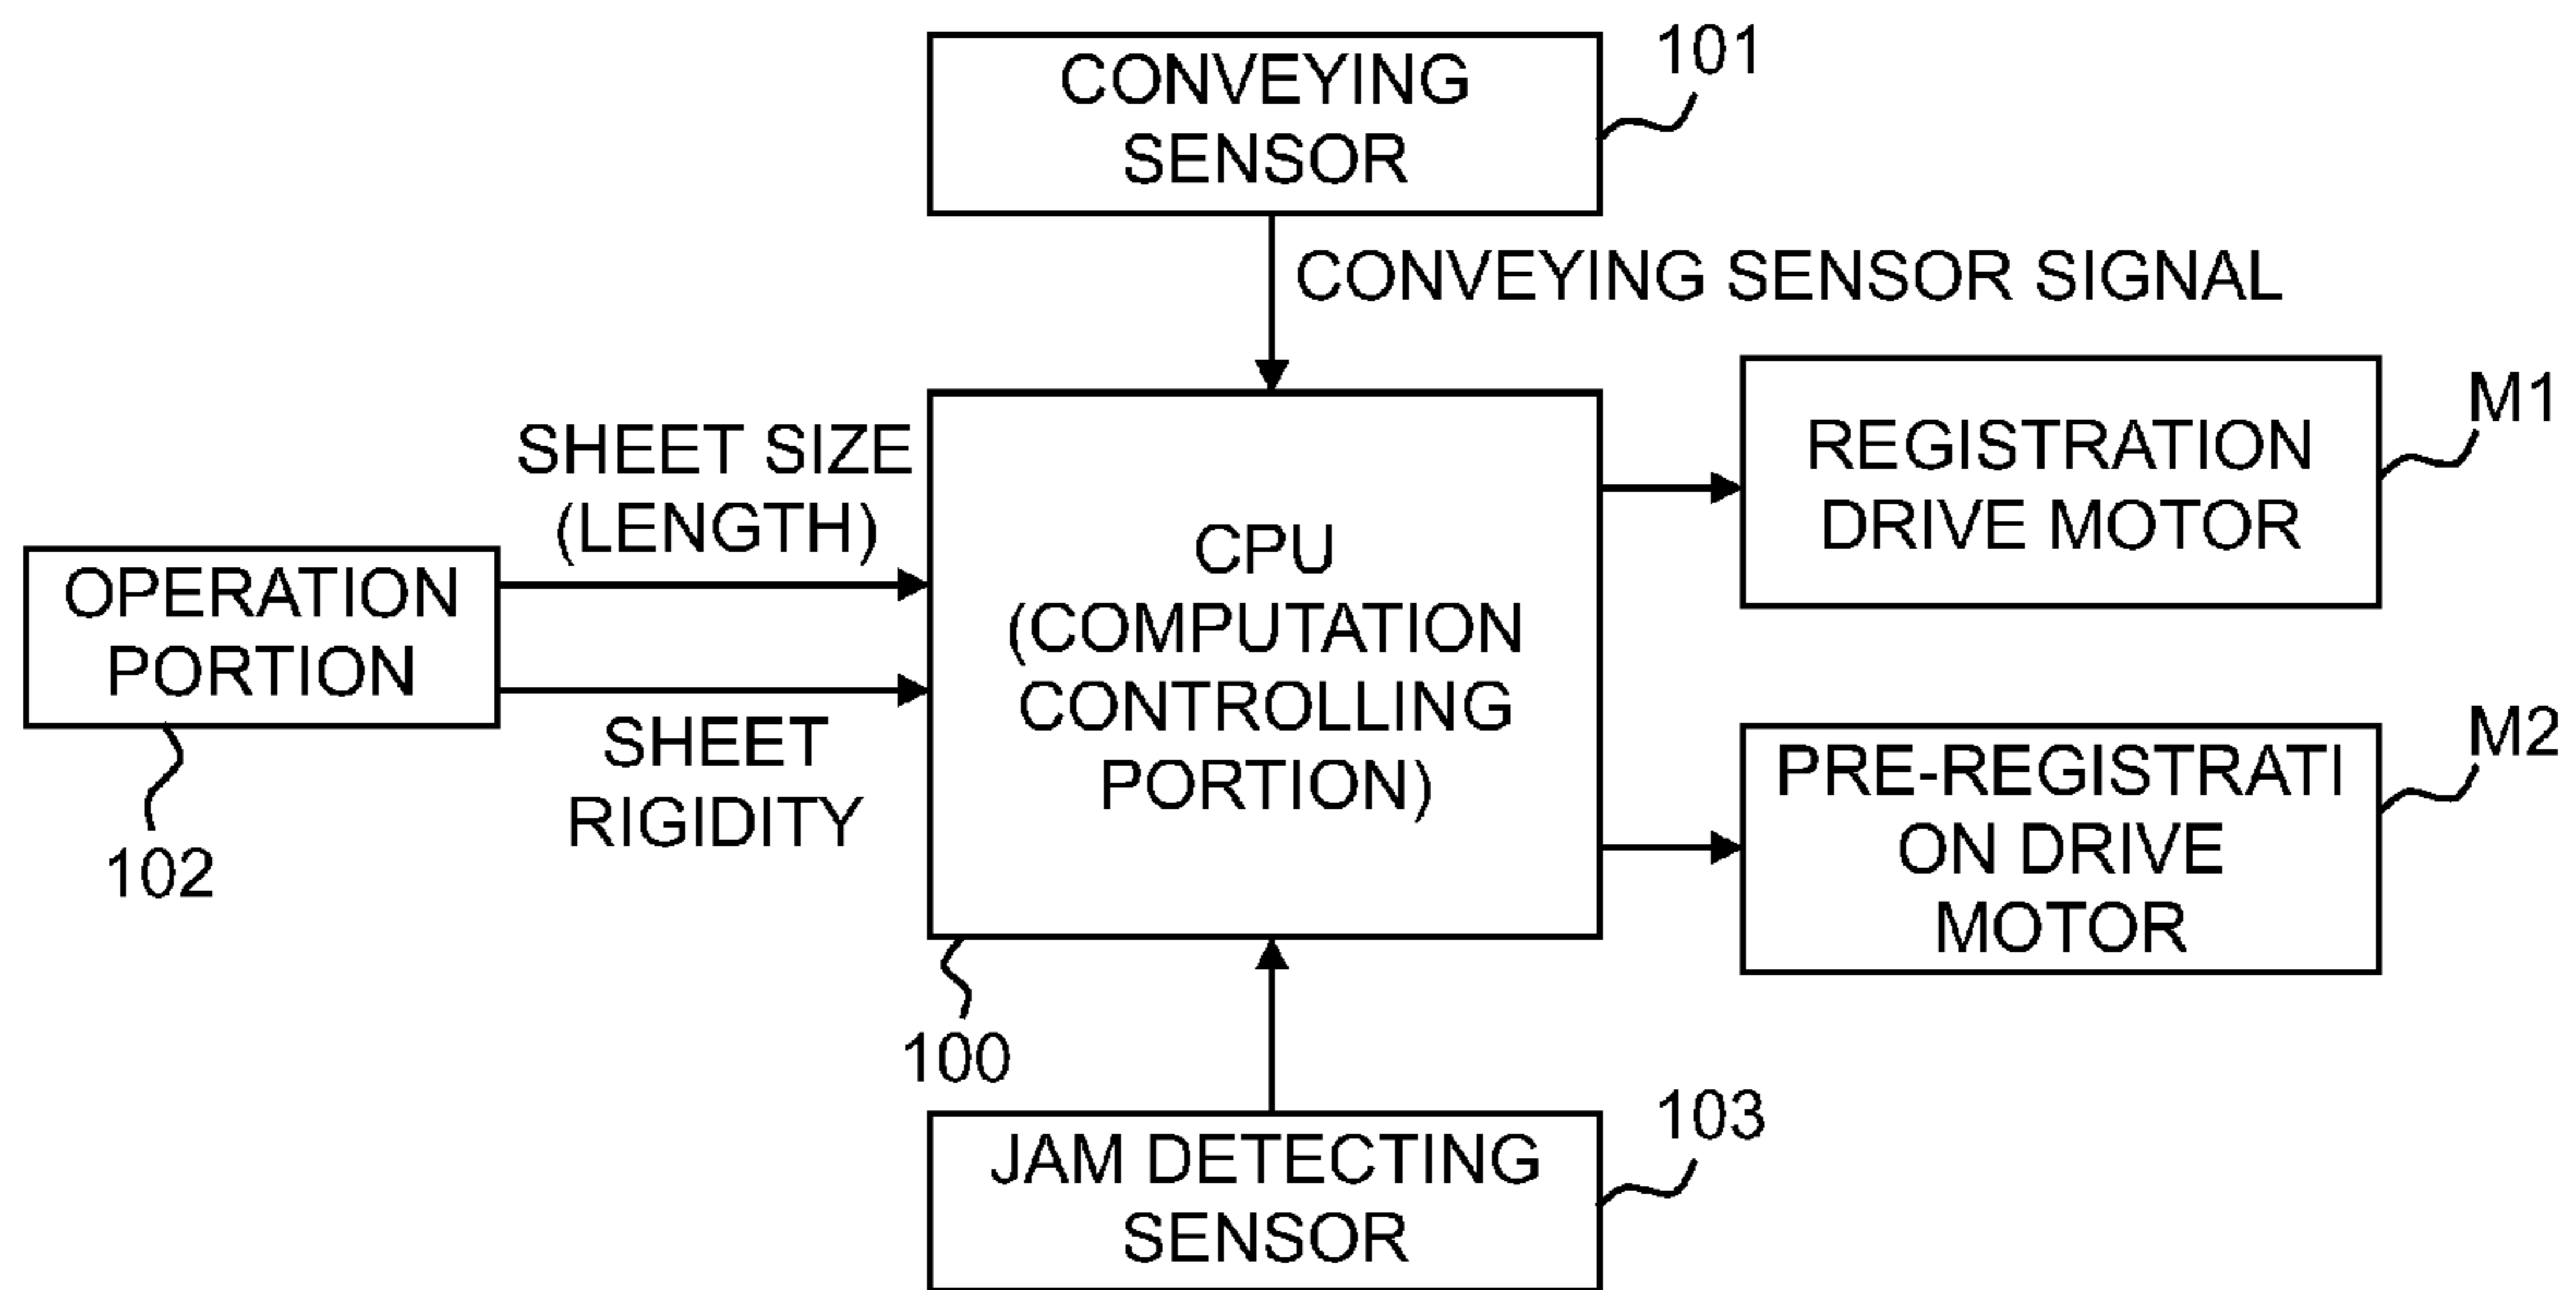 CONVEYING
SENSOR
101
CONVEYING SENSOR SIGNAL
SHEET SIZE
(LENGTH)
OPERATION
PORTION
102
SHEET
RIGIDITY
CPU
(COMPUTATION
CONTROLLING
PORTION)
100
REGISTRATION
DRIVE MOTOR
M1
PRE-REGISTRATI
ON DRIVE
MOTOR
M2
JAM DETECTING
SENSOR
103